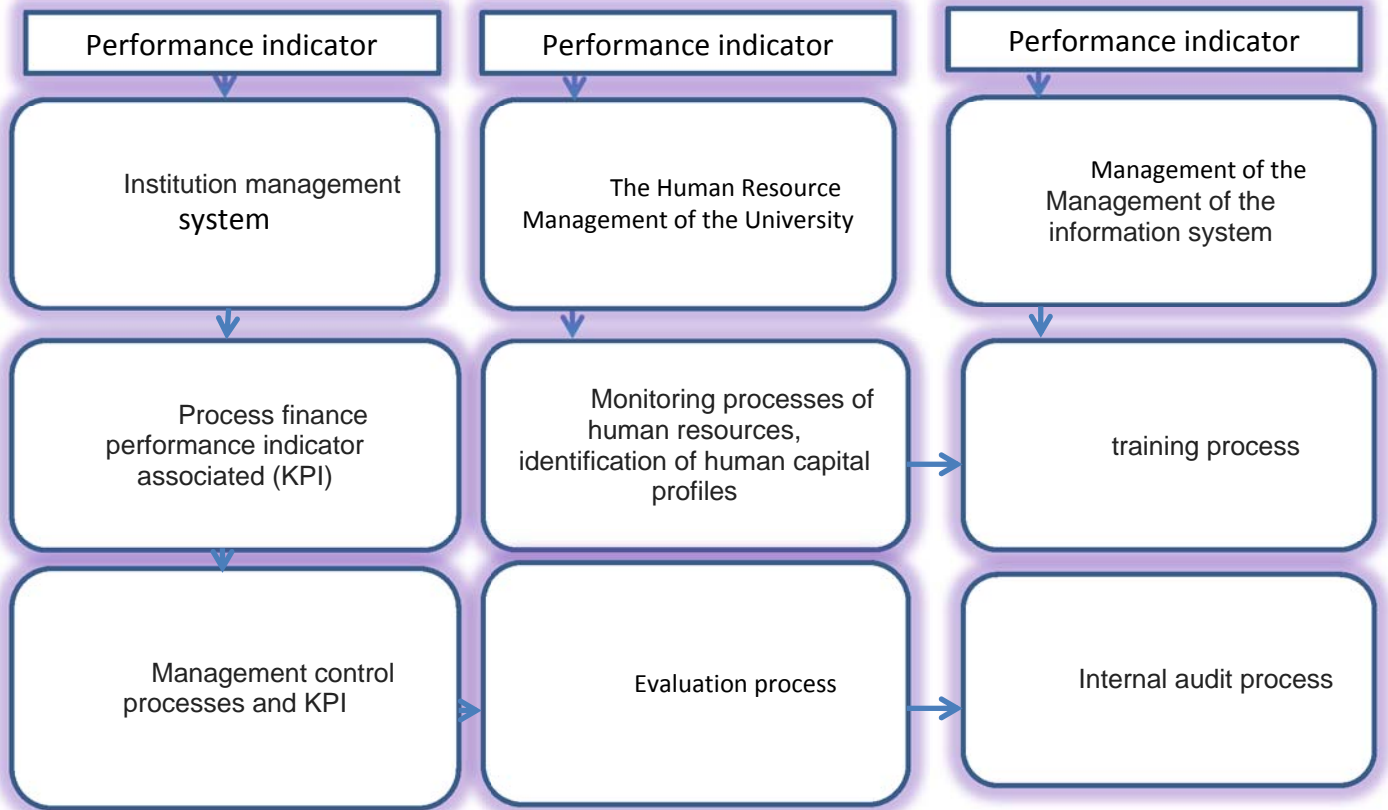 Performance indicator
Performance indicator
Performance indicator
Institution management
system
The Human Resource
Management of the University
Management of the
Management of the
information system
Process finance
performance indicator
associated (KPI)
Monitoring processes of
human resources,
identification of human capital
profiles
training process
Management control
processes and KPI
Evaluation process
Internal audit process